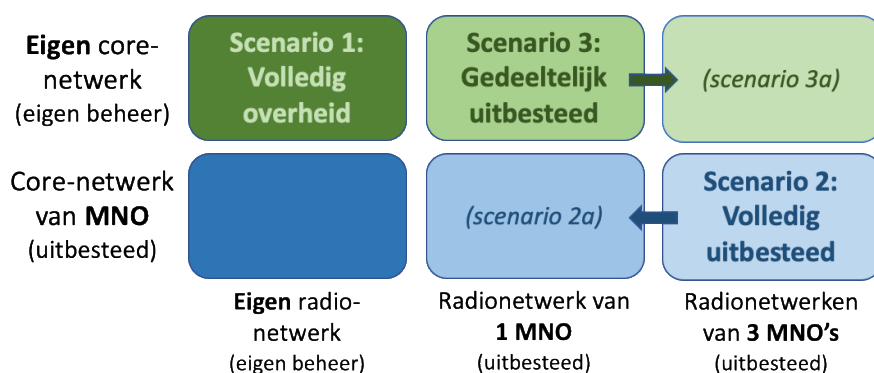 Eigen core-
netwerk
(eigen beheer)
Scenario 1:
Volledig
overheid
Scenario 3:
Gedeeltelijk
uitbesteed
(scenario 3a)
Core-netwerk
van MNO
(uitbesteed)
(scenario 2a)
Scenario 2:
Volledig
uitbesteed
Eigen radio-
netwerk
(eigen beheer)
Radionetwerk van
1 MNO
(uitbesteed)
Radionetwerken
van 3 MNO’s
(uitbesteed)